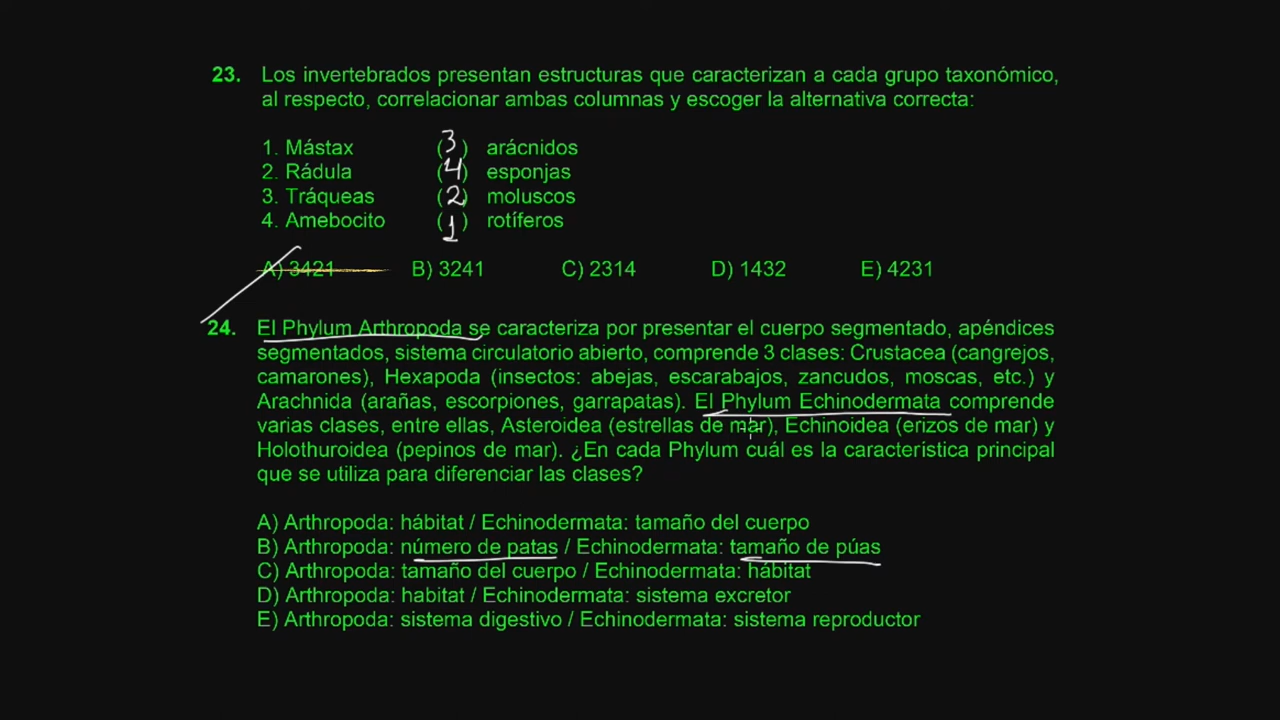 23. Los invertebrados presentan estructuras que caracterizan a cada grupo taxonómico,
al respecto, correlacionar ambas columnas y escoger la alternativa correcta:
1. Mástax (3) arácnidos
2. Rádula (4) esponjas
3. Tráqueas (2) moluscos
4. Amebocito (1) rotíferos
A) 3421 B) 3241 C) 2314 D) 1432 E) 4231
24. El Phylum Arthropoda se caracteriza por presentar el cuerpo segmentado, apéndices
segmentados, sistema circulatorio abierto, comprende 3 clases: Crustacea (cangrejos,
camarones), Hexapoda (insectos: abejas, escarabajos, zancudos, moscas, etc.) y
Arachnida (arañas, escorpiones, garrapatas). El Phylum Echinodermata comprende
varias clases, entre ellas, Asteroidea (estrellas de mar), Echinoidea (erizos de mar) y
Holothuroidea (pepinos de mar). ¿En cada Phylum cuál es la característica principal
que se utiliza para diferenciar las clases?
A) Arthropoda: hábitat / Echinodermata: tamaño del cuerpo
B) Arthropoda: número de patas / Echinodermata: tamaño de púas
C) Arthropoda: tamaño del cuerpo / Echinodermata: hábitat
D) Arthropoda: habitat / Echinodermata: sistema excretor
E) Arthropoda: sistema digestivo / Echinodermata: sistema reproductor